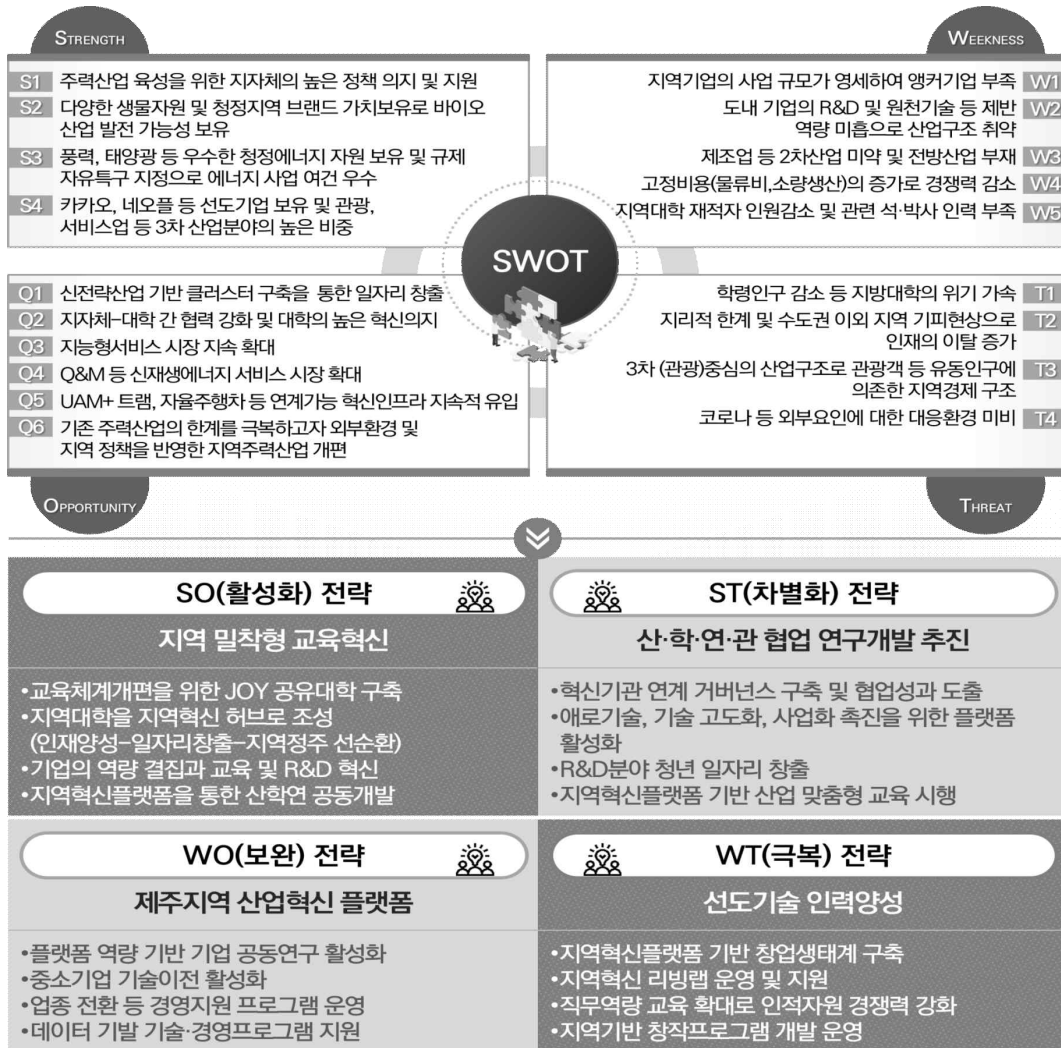 STRENGTH
S1 주력산업 육성을 위한 지자체의 높은 정책 의지 및 지원
S2 다양한 생물자원 및 청정지역 브랜드 가치보유로 바이오
산업 발전 가능성 보유
S3 풍력, 태양광 등 우수한 청정에너지 자원 보유 및 규제
자유특구 지정으로 에너지 사업 여건 우수
S4 카카오, 네오플 등 선도기업 보유 및 관광,
서비스업 등 3차 산업분야의 높은 비중
WEEKNESS
지역기업의 사업 규모가 영세하여 앵커기업 부족 W1
도내 기업의 R&D 및 원천기술 등 제반 W2
역량 미흡으로 산업구조 취약
제조업 등 2차산업 미약 및 전방산업 부재 W3
고정비용(물류비,소량생산)의 증가로 경쟁력 감소 W4
지역대학 재적자 인원감소 및 관련 석·박사 인력 부족 W5
SWOT
Q1 신전략산업 기반 클러스터 구축을 통한 일자리 창출
Q2 지자체-대학 간 협력 강화 및 대학의 높은 혁신의지
Q3 지능형서비스 시장 지속 확대
Q4 Q&M 등 신재생에너지 서비스 시장 확대
Q5 UAM+ 트램, 자율주행차 등 연계가능 혁신인프라 지속적 유입
Q6 기존 주력산업의 한계를 극복하고자 외부환경 및
지역 정책을 반영한 지역주력산업 개편
OPPORTUNITY
학령인구 감소 등 지방대학의 위기 가속 T1
지리적 한계 및 수도권 이외 지역 기피현상으로 T2
인재의 이탈 증가
3차 (관광)중심의 산업구조로 관광객 등 유동인구에 T3
의존한 지역경제 구조
코로나 등 외부요인에 대한 대응환경 미비 T4
THREAT
SO(활성화) 전략
지역 밀착형 교육혁신
•교육체계개편을 위한 JOY 공유대학 구축
•지역대학을 지역혁신 허브로 조성
(인재양성-일자리창출-지역정주 선순환)
•기업의 역량 결집과 교육 및 R&D 혁신
•지역혁신플랫폼을 통한 산학연 공동개발
ST(차별화) 전략
산·학·연·관 협업 연구개발 추진
•혁신기관 연계 거버넌스 구축 및 협업성과 도출
•애로기술, 기술 고도화, 사업화 촉진을 위한 플랫폼
활성화
•R&D분야 청년 일자리 창출
•지역혁신플랫폼 기반 산업 맞춤형 교육 시행
WO(보완) 전략
제주지역 산업혁신 플랫폼
•플랫폼 역량 기반 기업 공동연구 활성화
•중소기업 기술이전 활성화
•업종 전환 등 경영지원 프로그램 운영
•데이터 기발 기술·경영프로그램 지원
WT(극복) 전략
선도기술 인력양성
•지역혁신플랫폼 기반 창업생태계 구축
•지역혁신 리빙랩 운영 및 지원
•직무역량 교육 확대로 인적자원 경쟁력 강화
•지역기반 창작프로그램 개발 운영